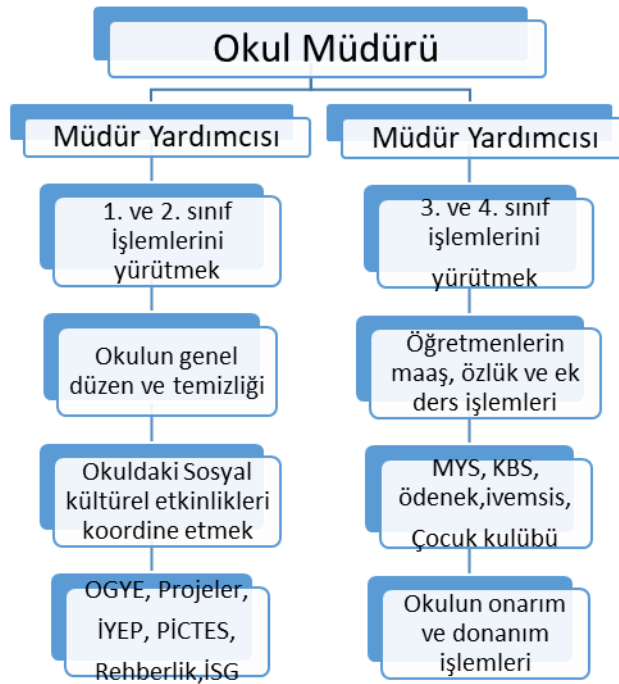 Okul Müdürü
Müdür Yardımcısı
1. ve 2. sınıf
İşlemlerini
yürütmek
Okulun genel
düzen ve temizliği
Okuldaki Sosyal
kültürel etkinlikleri
koordine etmek
OGYE, Projeler,
İYEP, PİCTES,
Rehberlik,İSG
Müdür Yardımcısı
3. ve 4. sınıf
işlemlerini
yürütmek
Öğretmenlerin
maaş, özlük ve ek
ders işlemleri
MYS, KBS,
ödenek,ivemsis,
Çocuk kulübü
Okulun onarım
ve donanım
işlemleri